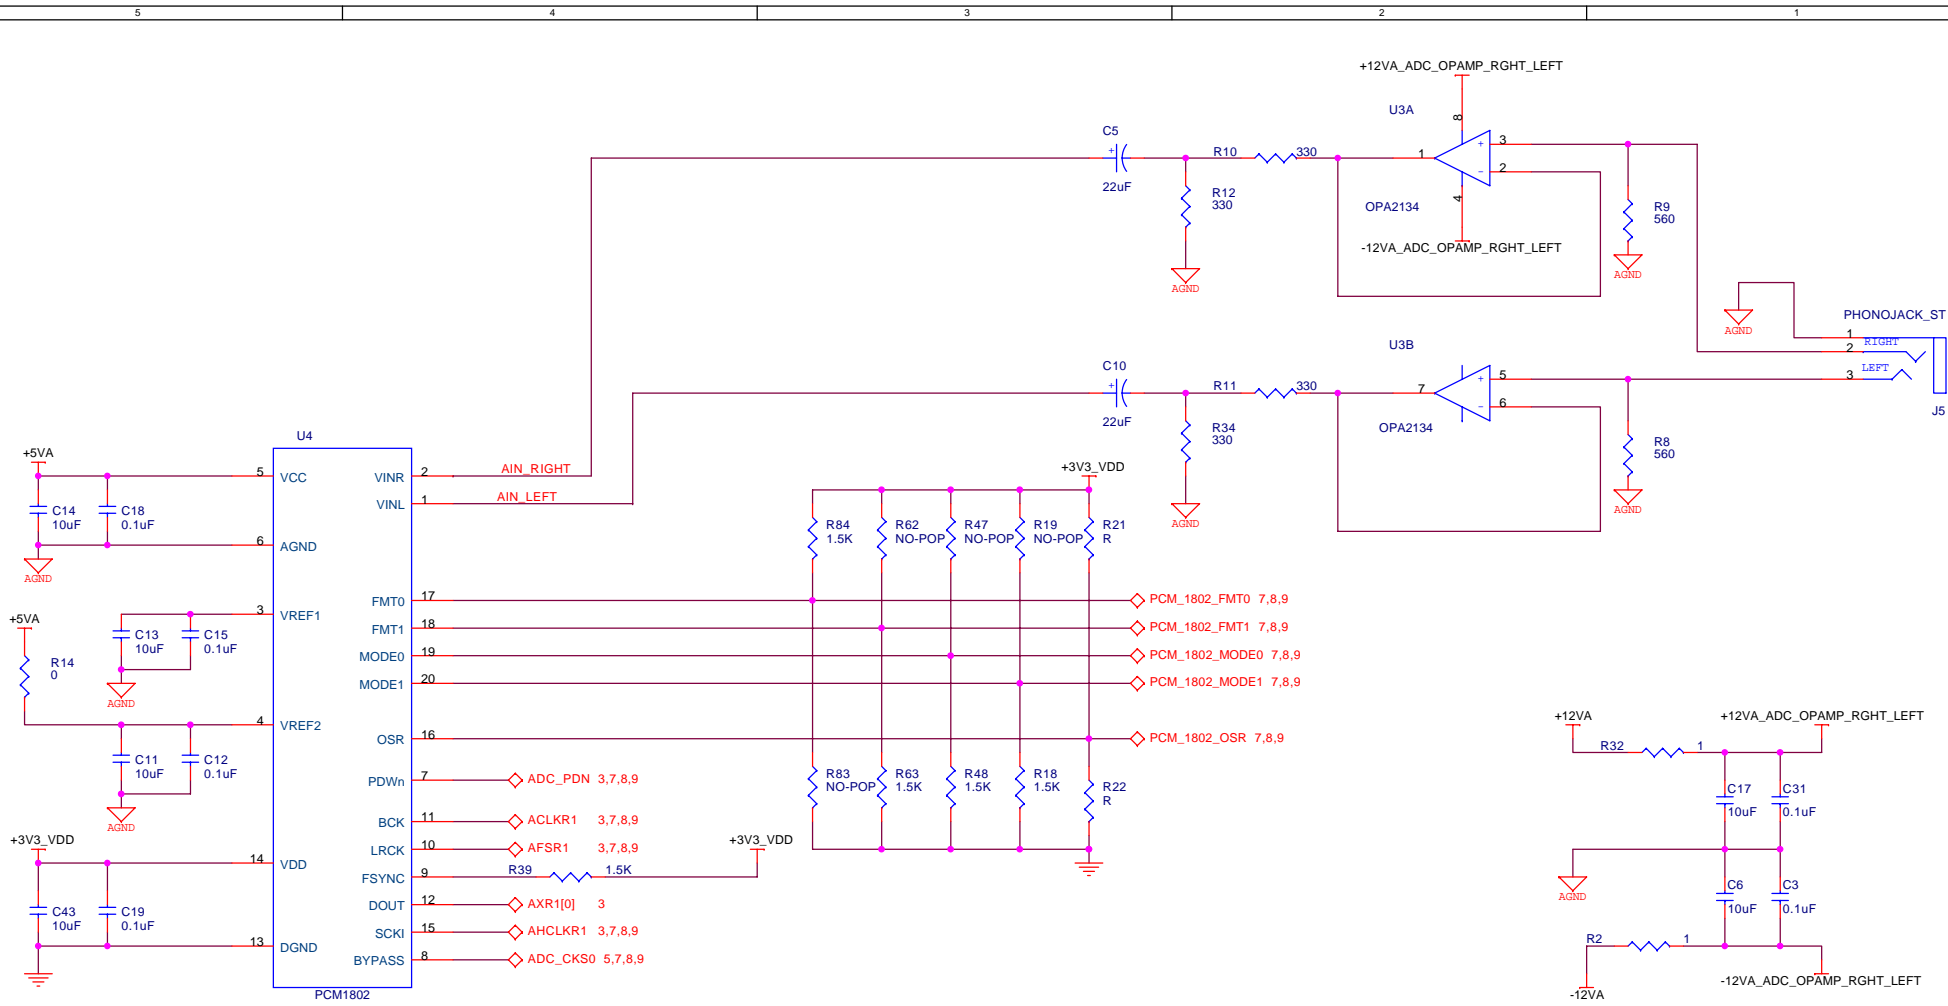 5 4 3 2 1
+12VA_ADC_OPAMP_RGHT_LEFT
U3A
8
C5
+
22uF
R10 330
R12
330
AGND
1
+ 3
- 2
4
OPA2134
-12VA_ADC_OPAMP_RGHT_LEFT
R9
560
AGND
AGND
PHONOJACK_ST
1
2 RIGHT
3 LEFT
J5
U3B
C10
+
22uF
R11 330
R34
330
AGND
7
+ 5
- 6
OPA2134
R8
560
AGND
U4
+5VA
5 VCC
C14
10uF
C18
0.1uF
6 AGND
AGND
VINR 2 AIN_RIGHT
VINL 1 AIN_LEFT
+3V3_VDD
R84
1.5K
R62
NO-POP
R47
NO-POP
R19
NO-POP
R21
R
FMT0 17 PCM_1802_FMT0 7,8,9
FMT1 18 PCM_1802_FMT1 7,8,9
MODE0 19 PCM_1802_MODE0 7,8,9
MODE1 20 PCM_1802_MODE1 7,8,9
OSR 16 PCM_1802_OSR 7,8,9
+5VA
3 VREF1
C13
10uF
C15
0.1uF
R14
0
AGND
4 VREF2
C11
10uF
C12
0.1uF
AGND
PDWn 7 ADC_PDN 3,7,8,9
BCK 11 ACLKR1 3,7,8,9
LRCK 10 AFSR1 3,7,8,9
FSYNC 9 R39 1.5K +3V3_VDD
DOUT 12 AXR1[0] 3
SCKI 15 AHCLKR1 3,7,8,9
BYPASS 8 ADC_CKS0 5,7,8,9
R83
NO-POP
R63
1.5K
R48
1.5K
R18
1.5K
R22
R
+3V3_VDD
14 VDD
C43
10uF
C19
0.1uF
13 DGND
PCM1802
+12VA +12VA_ADC_OPAMP_RGHT_LEFT
R32 1
C17
10uF
C31
0.1uF
AGND
C6
10uF
C3
0.1uF
R2 1
-12VA -12VA_ADC_OPAMP_RGHT_LEFT